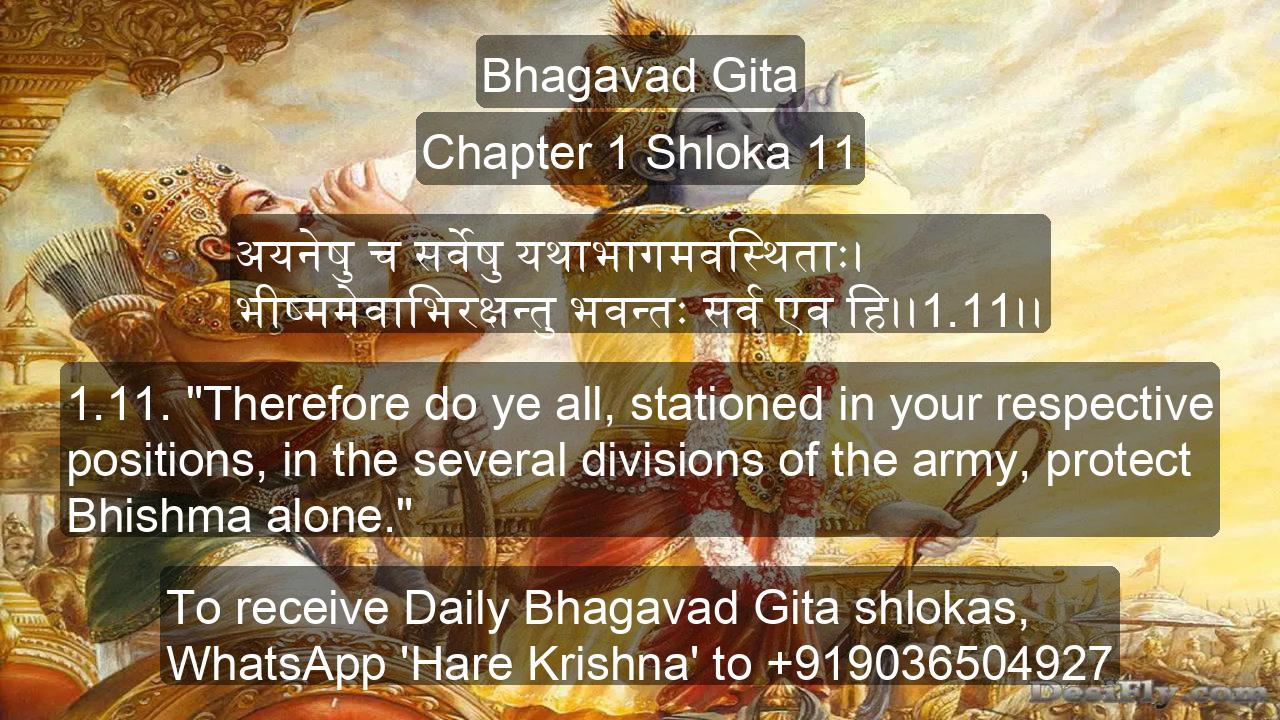 Bhagavad Gita
Chapter 1 Shloka 11
अयनेषु च सर्वेषु यथाभागमवस्थिताः।
भीष्ममेवाभिरक्षन्तु भवन्तः सर्व एव हि।।1.11।।
1.11. "Therefore do ye all, stationed in your respective
positions, in the several divisions of the army, protect
Bhishma alone."
To receive Daily Bhagavad Gita shlokas,
WhatsApp 'Hare Krishna' to +919036504927
DesiFly.com